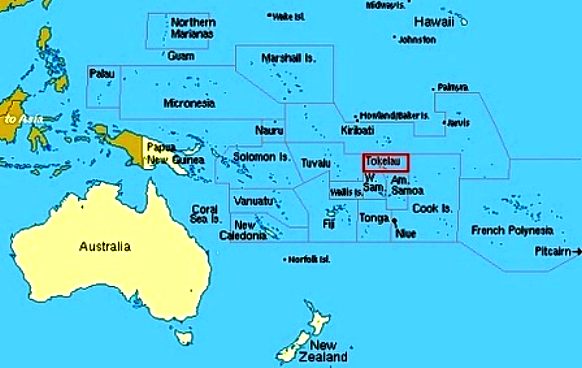 Midway Is.
Wake Isl.
Hawaii
Northern
Marianas
Johnston
Guam
Marshall Is.
Palau
Palmyra
Micronesia
Howland/Baker Is.
Jarvis
to Asia
Nauru
Kiribati
Papua
New Guinea
Solomon Is.
Tuvalu
Tokelau
W.
Sam.
Am.
Samoa
Wallis Is.
Vanuatu
Cook Is.
Coral
Sea Is.
New
Caledonia
Fiji
Tonga
Niue
French Polynesia
Australia
Pitcairn
Norfolk Isl.
New
Zealand